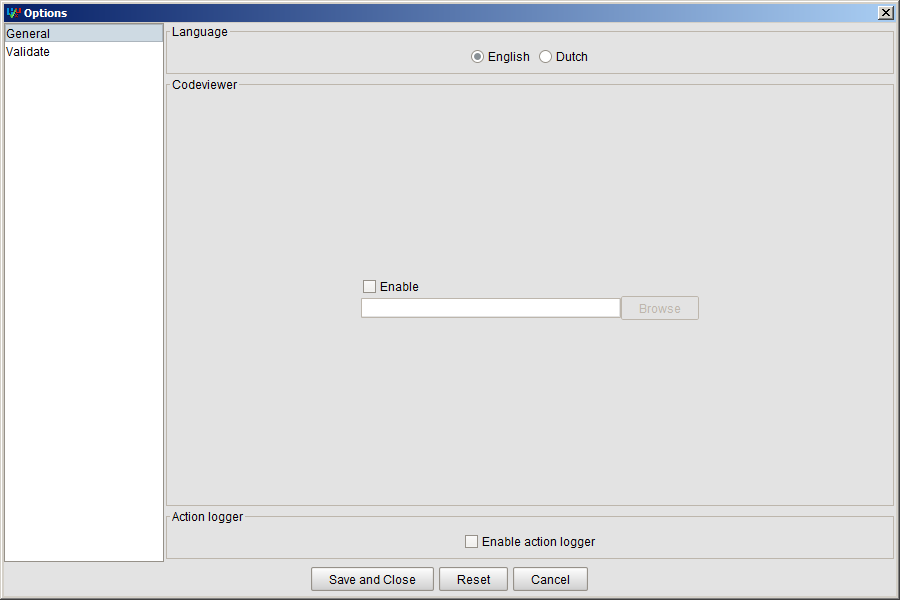 Options
General
Validate
Language
English Dutch
Codeviewer
Enable
Browse
Action logger
Enable action logger
Save and Close Reset Cancel